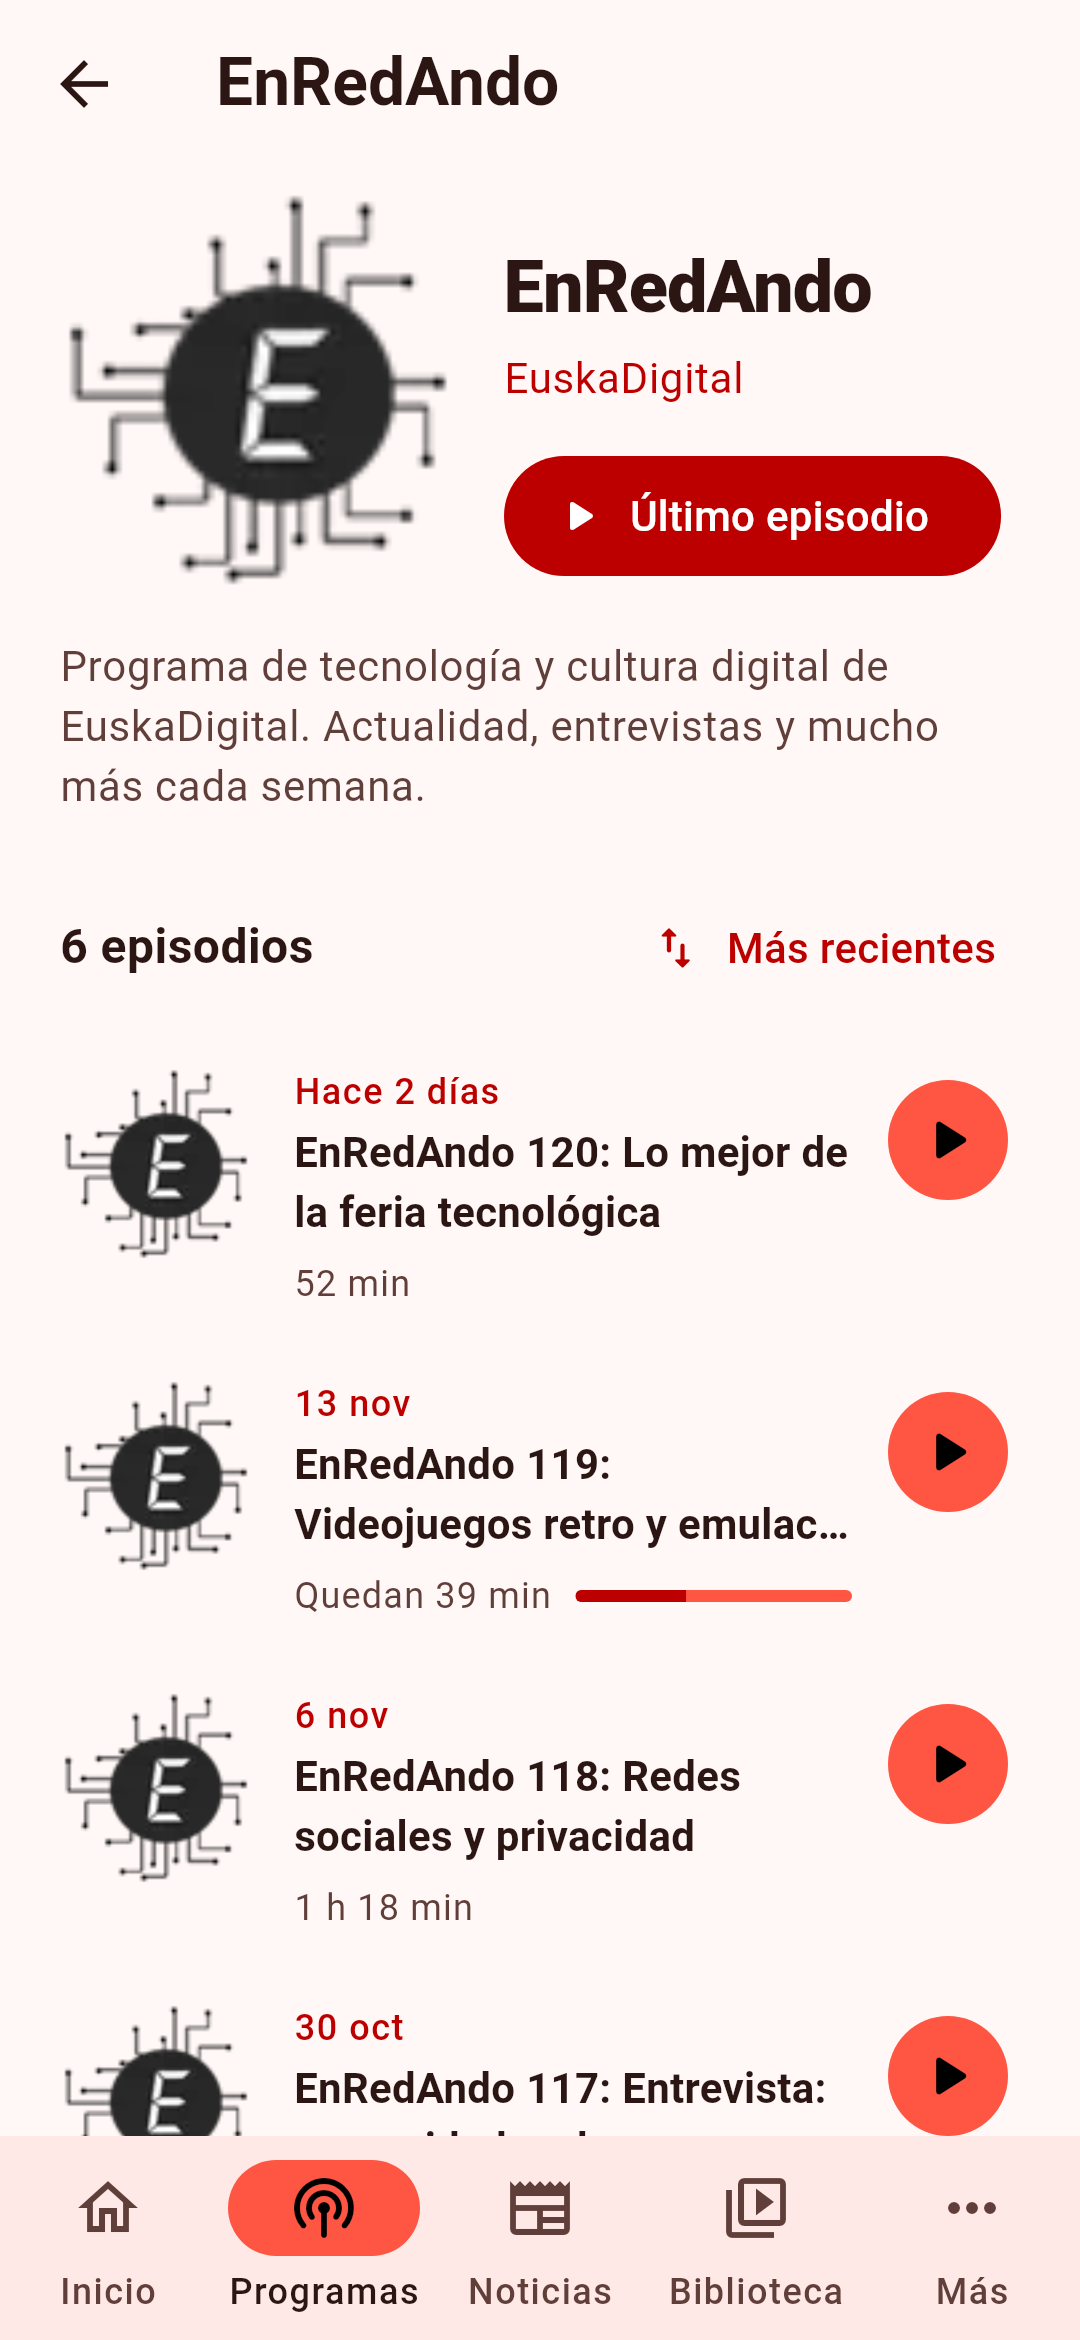 EnRedAndo
EnRedAndo
EuskaDigital
Último episodio
Programa de tecnología y cultura digital de
EuskaDigital. Actualidad, entrevistas y mucho
más cada semana.
6 episodios
Más recientes
Hace 2 días
EnRedAndo 120: Lo mejor de
la feria tecnológica
52 min
13 nov
EnRedAndo 119:
Videojuegos retro y emulac…
Quedan 39 min
6 nov
EnRedAndo 118: Redes
sociales y privacidad
1 h 18 min
30 oct
EnRedAndo 117: Entrevista:
Inicio
Programas
Noticias
Biblioteca
Más